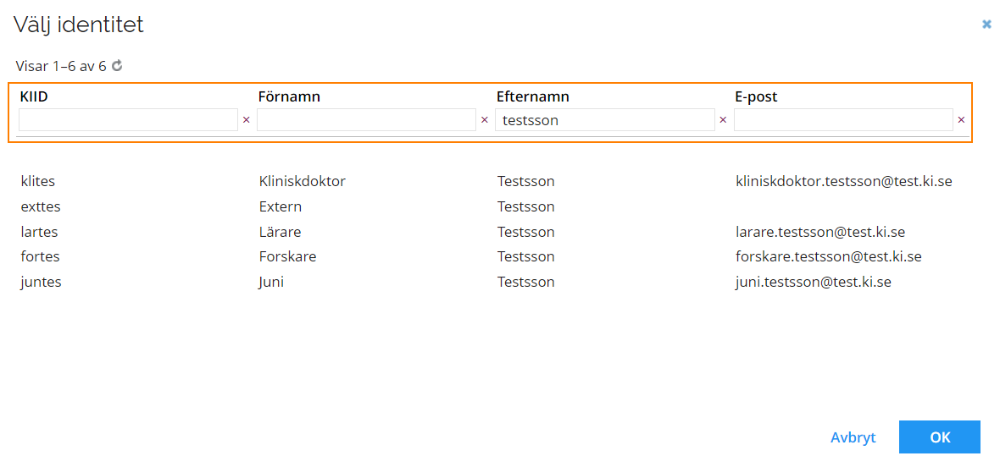 Välj identitet
Visar 1–6 av 6
KIID Förnamn Efternamn E-post
testsson
klites Kliniskdoktor Testsson kliniskdoktor.testsson@test.ki.se
exttes Extern Testsson
lartes Lärare Testsson larare.testsson@test.ki.se
fortes Forskare Testsson forskare.testsson@test.ki.se
juntes Juni Testsson juni.testsson@test.ki.se
Avbryt OK